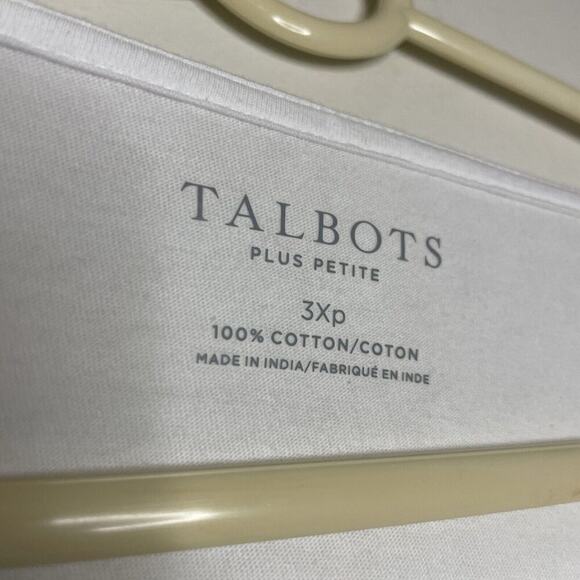 TALBOTS
PLUS PETITE
3Xp
100% COTTON/COTON
MADE IN INDIA/FABRIQUÉ EN INDE